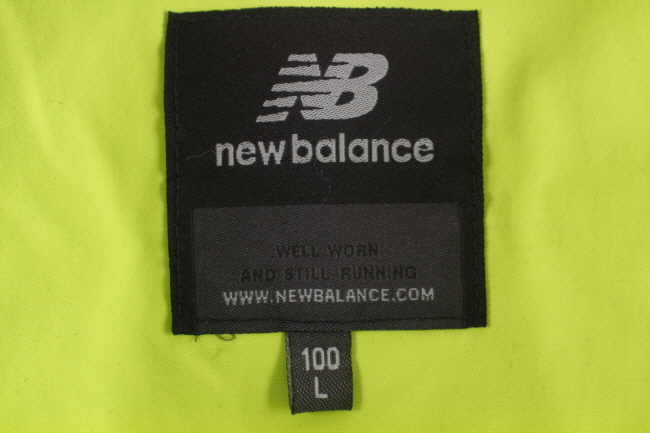 NB
new balance
WELL WORN
AND STILL RUNNING
WWW.NEWBALANCE.COM
100
L